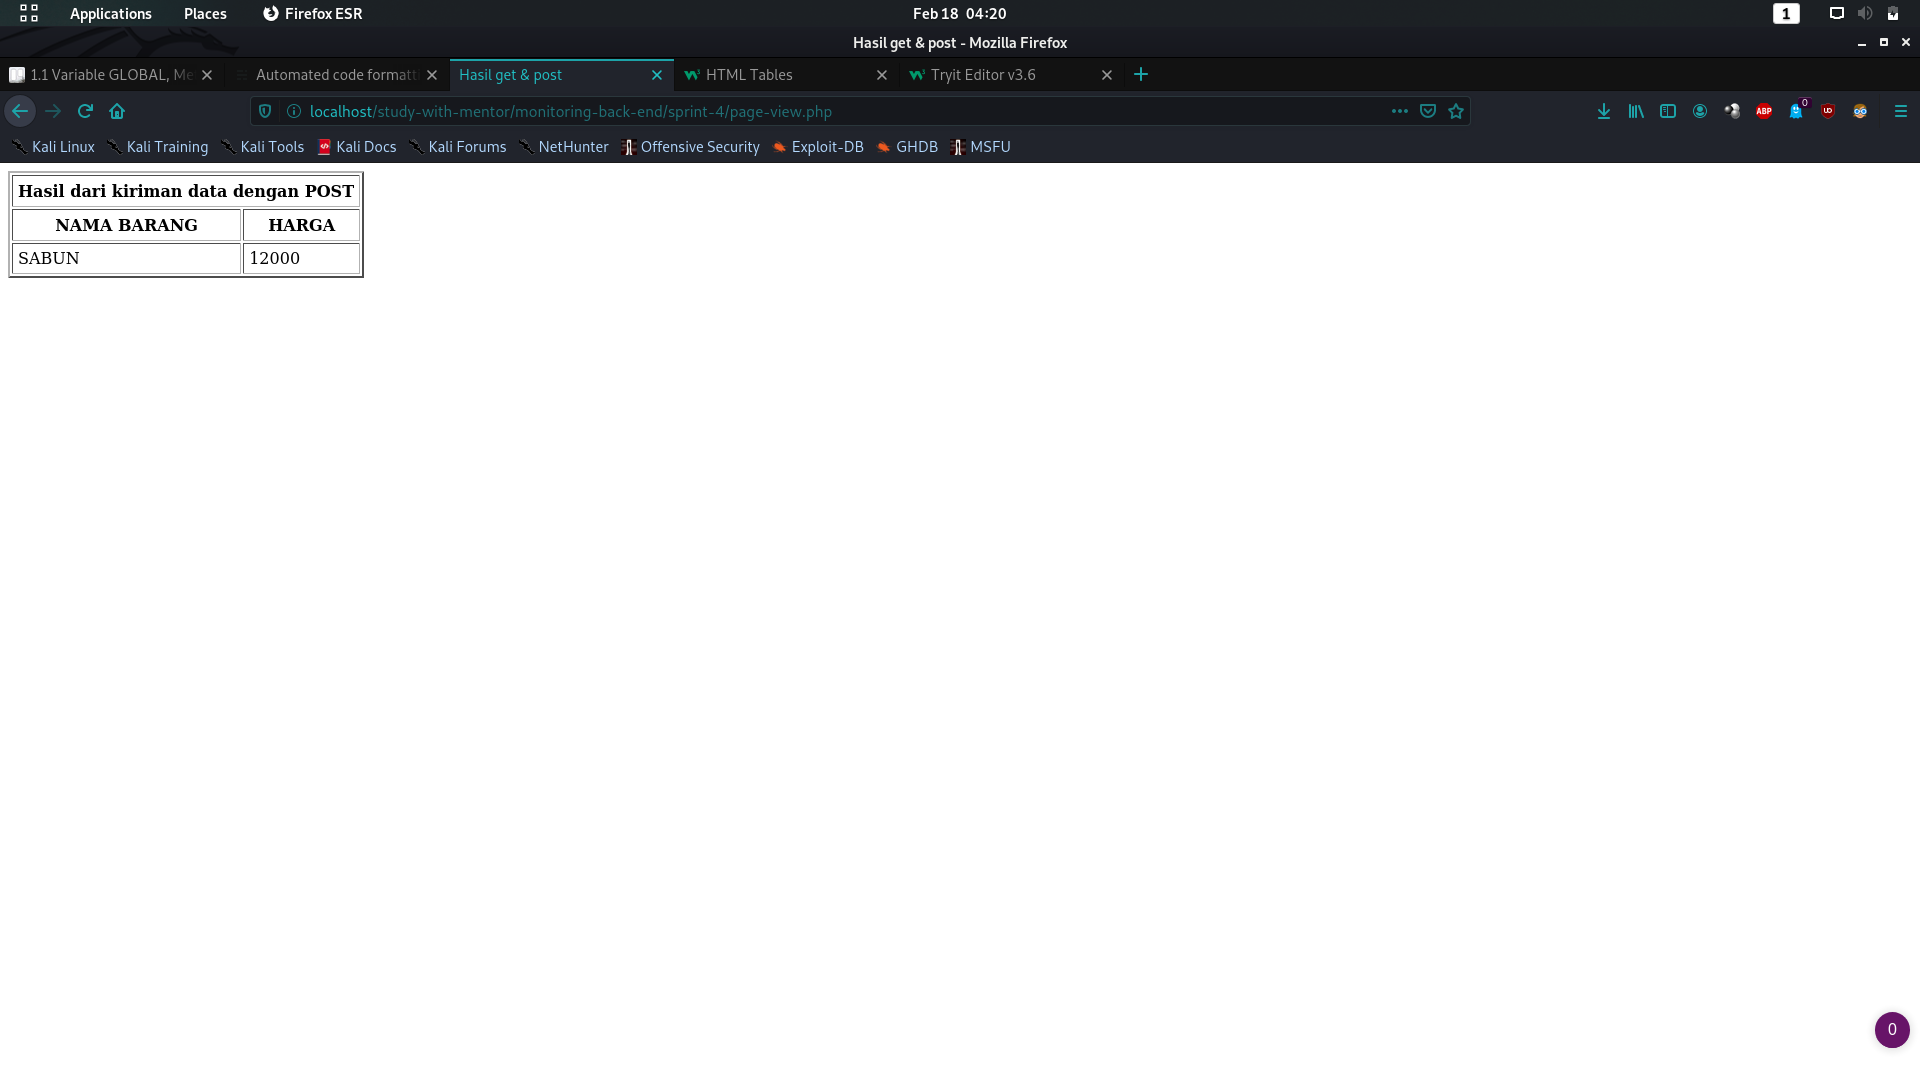 Applications Places Firefox ESR Feb 18 04:20 1
Hasil get & post - Mozilla Firefox
1.1 Variable GLOBAL, Me Automated code formatt Hasil get & post HTML Tables Tryit Editor v3.6
localhost/study-with-mentor/monitoring-back-end/sprint-4/page-view.php ABP 0 UO
Kali Linux Kali Training Kali Tools Kali Docs Kali Forums NetHunter Offensive Security Exploit-DB GHDB MSFU
Hasil dari kiriman data dengan POST
NAMA BARANG HARGA
SABUN 12000
0